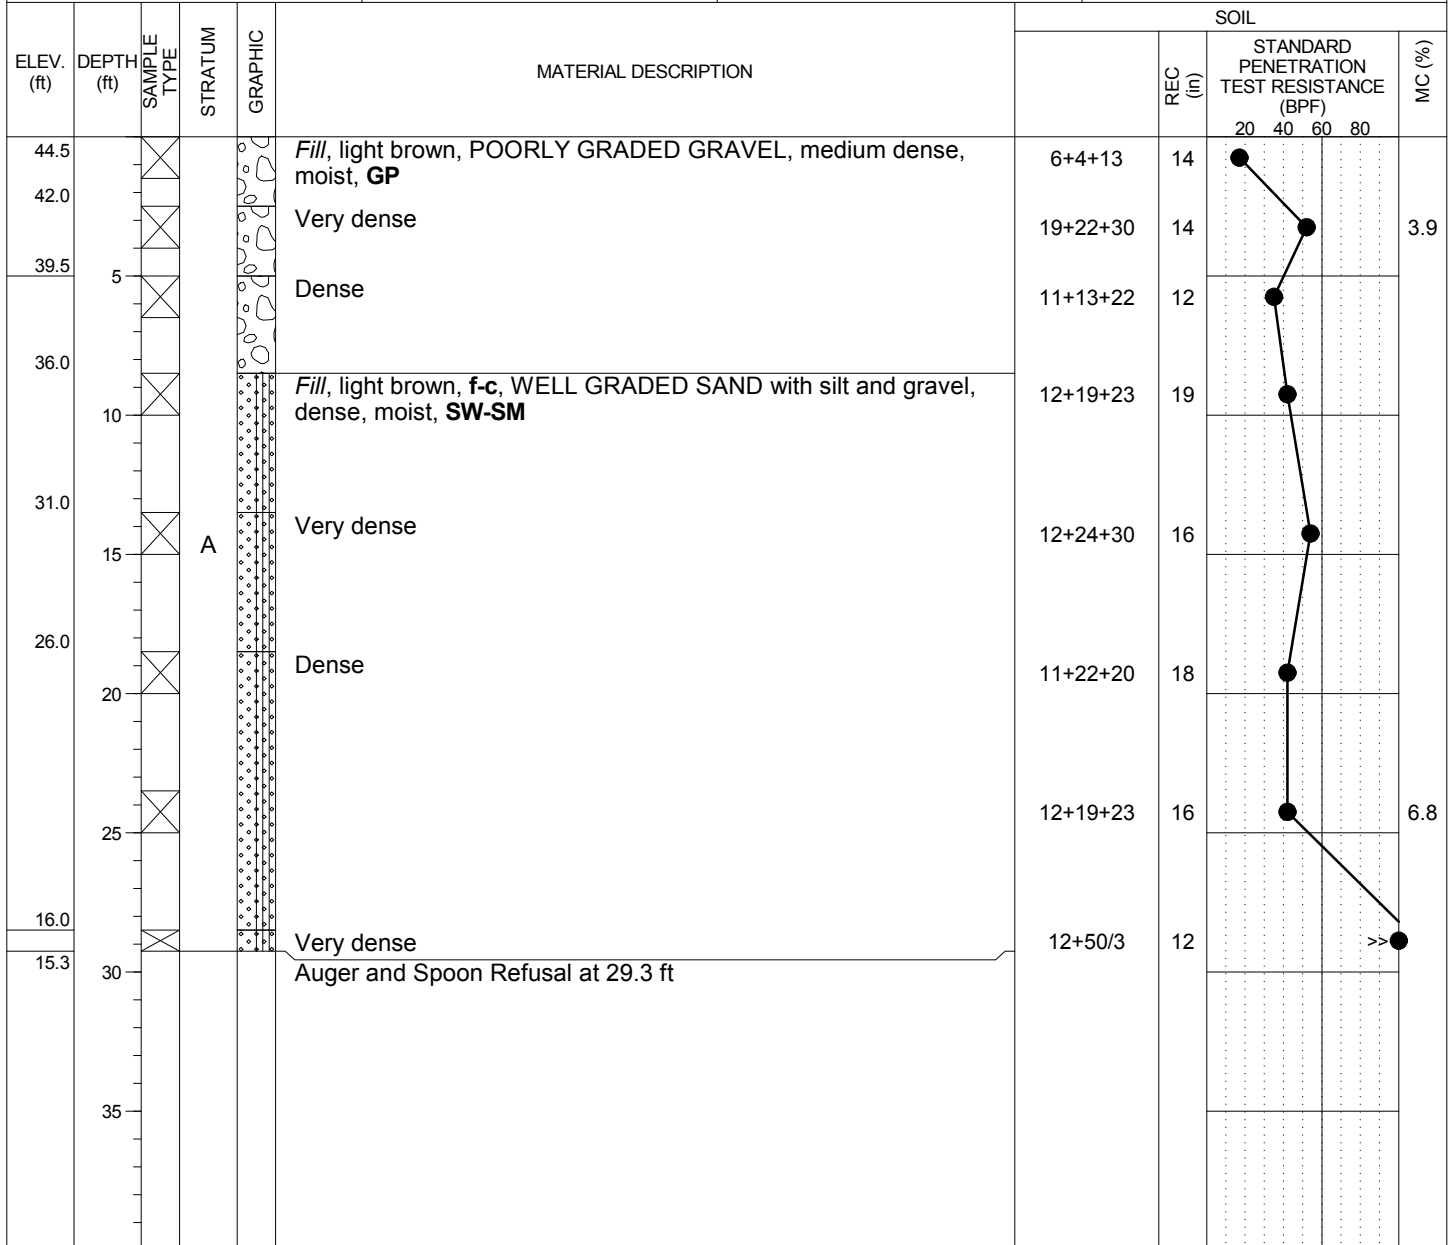 SOIL
ELEV.
(ft)
DEPTH
(ft)
SAMPLE
TYPE
STRATUM
GRAPHIC
MATERIAL DESCRIPTION
REC
(in)
STANDARD
PENETRATION
TEST RESISTANCE
(BPF)
20 40 60 80
MC (%)
44.5
Fill, light brown, POORLY GRADED GRAVEL, medium dense,
moist, GP
6+4+13 14
42.0
Very dense
19+22+30 14 3.9
39.5
5
Dense
11+13+22 12
36.0
Fill, light brown, f-c, WELL GRADED SAND with silt and gravel,
dense, moist, SW-SM
12+19+23 19
10
31.0
Very dense
12+24+30 16
A
15
26.0
Dense
11+22+20 18
20
12+19+23 16 6.8
25
16.0
Very dense
12+50/3 12 >>
15.3
30
Auger and Spoon Refusal at 29.3 ft
35